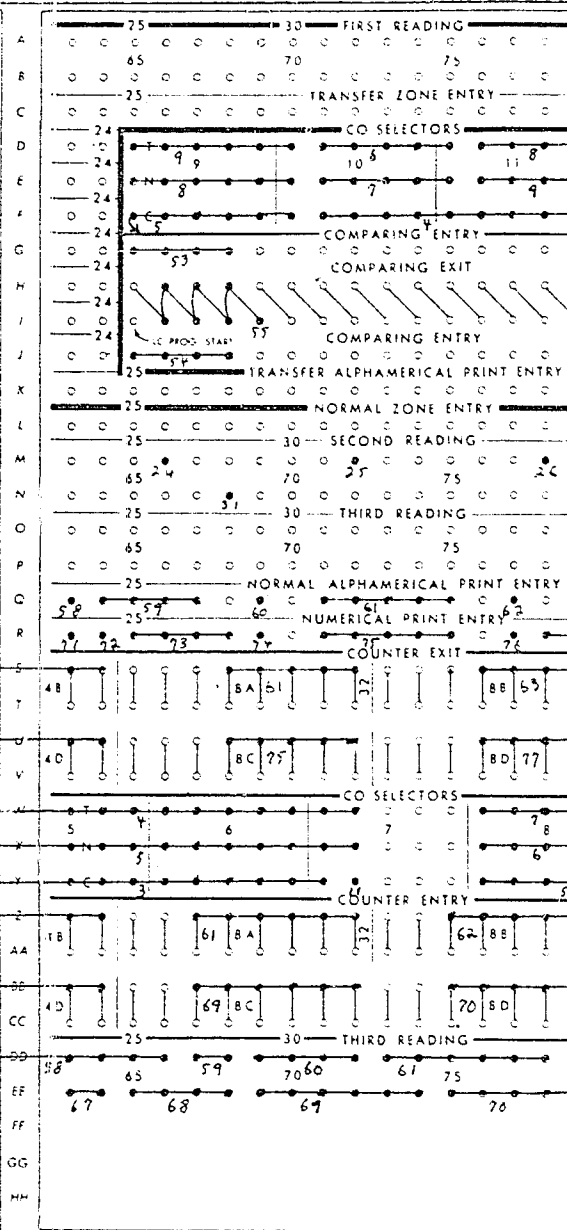 25 30 FIRST READING
A
65 70 75
B
25 TRANSFER ZONE ENTRY
C
24 CO SELECTORS
D T 9 9 10 8 11 8
24
E N 8 7 9
24
F C 5 4
24 COMPARING ENTRY
G 53
24 COMPARING EXIT
H
24
I 55
24 LC PROG START COMPARING ENTRY
J 54
25 TRANSFER ALPHAMERICAL PRINT ENTRY
K
25 NORMAL ZONE ENTRY
L
25 30 SECOND READING
M 24 25 26
65 70 75
N 31
25 30 THIRD READING
O
65 70 75
P
25 NORMAL ALPHAMERICAL PRINT ENTRY
Q 58 59 60 61 62
25 NUMERICAL PRINT ENTRY
R 71 72 73 74 75 76
COUNTER EXIT
S 4B 8A 61 32 8B 63
T
U 4D 8C 75 8D 77
V
CO SELECTORS
W T 4 7
5 6 7 8
X N 5 6
Y C 3 11 5
COUNTER ENTRY
Z 4B 61 8A 32 62 8B
AA
BB 4D 69 8C 70 8D
CC
25 30 THIRD READING
DD 58 59 60 61
65 70 75
EE 67 68 69 70
FF
GG
HH